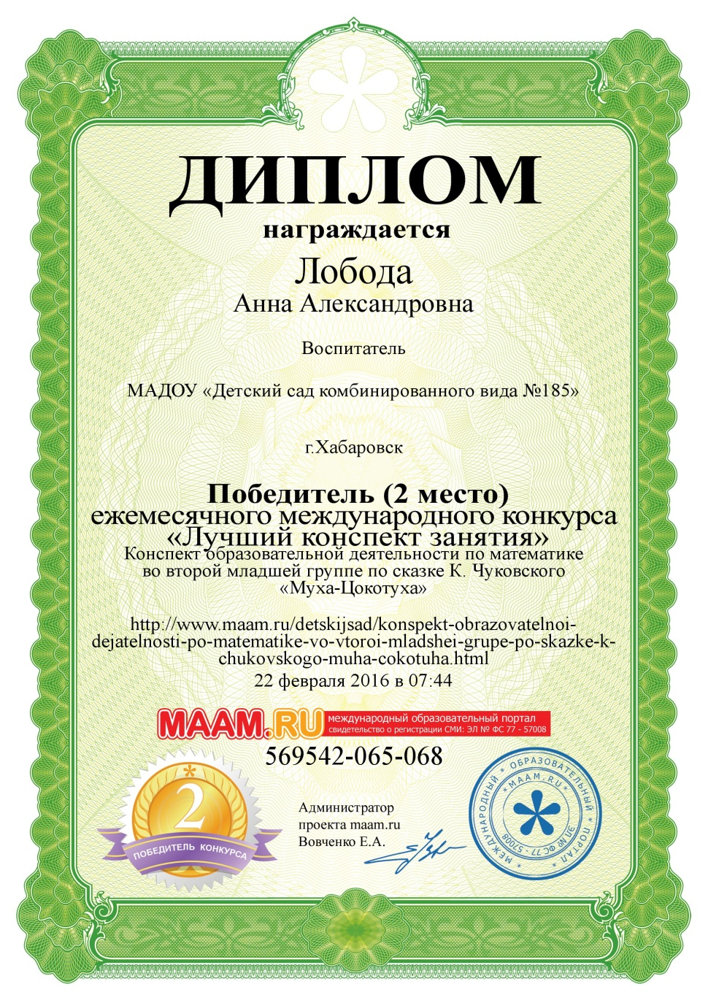 ДИПЛОМ
награждается
Лобода
Анна Александровна
Воспитатель
МАДОУ «Детский сад комбинированного вида №185»
г.Хабаровск
Победитель (2 место)
ежемесячного международного конкурса
«Лучший конспект занятия»
Конспект образовательной деятельности по математике
во второй младшей группе по сказке К. Чуковского
«Муха-Цокотуха»
http://www.maam.ru/detskijsad/konspekt-obrazovatelnoi-
dejatelnosti-po-matematike-vo-vtoroi-mladshei-grupe-po-skazke-k-
chukovskogo-muha-cokotuha.html
22 февраля 2016 в 07:44
MAAM.RU
международный образовательный портал
свидетельство о регистрации СМИ: ЭЛ № ФС 77 - 57008
569542-065-068
2
ПОБЕДИТЕЛЬ КОНКУРСА
Администратор
проекта maam.ru
Вовченко Е.А.
* МЕЖДУНАРОДНЫЙ * ОБРАЗОВАТЕЛЬНЫЙ * ПОРТАЛ *
*MAAM.RU*
ЭЛ № ФС 77 - 57008